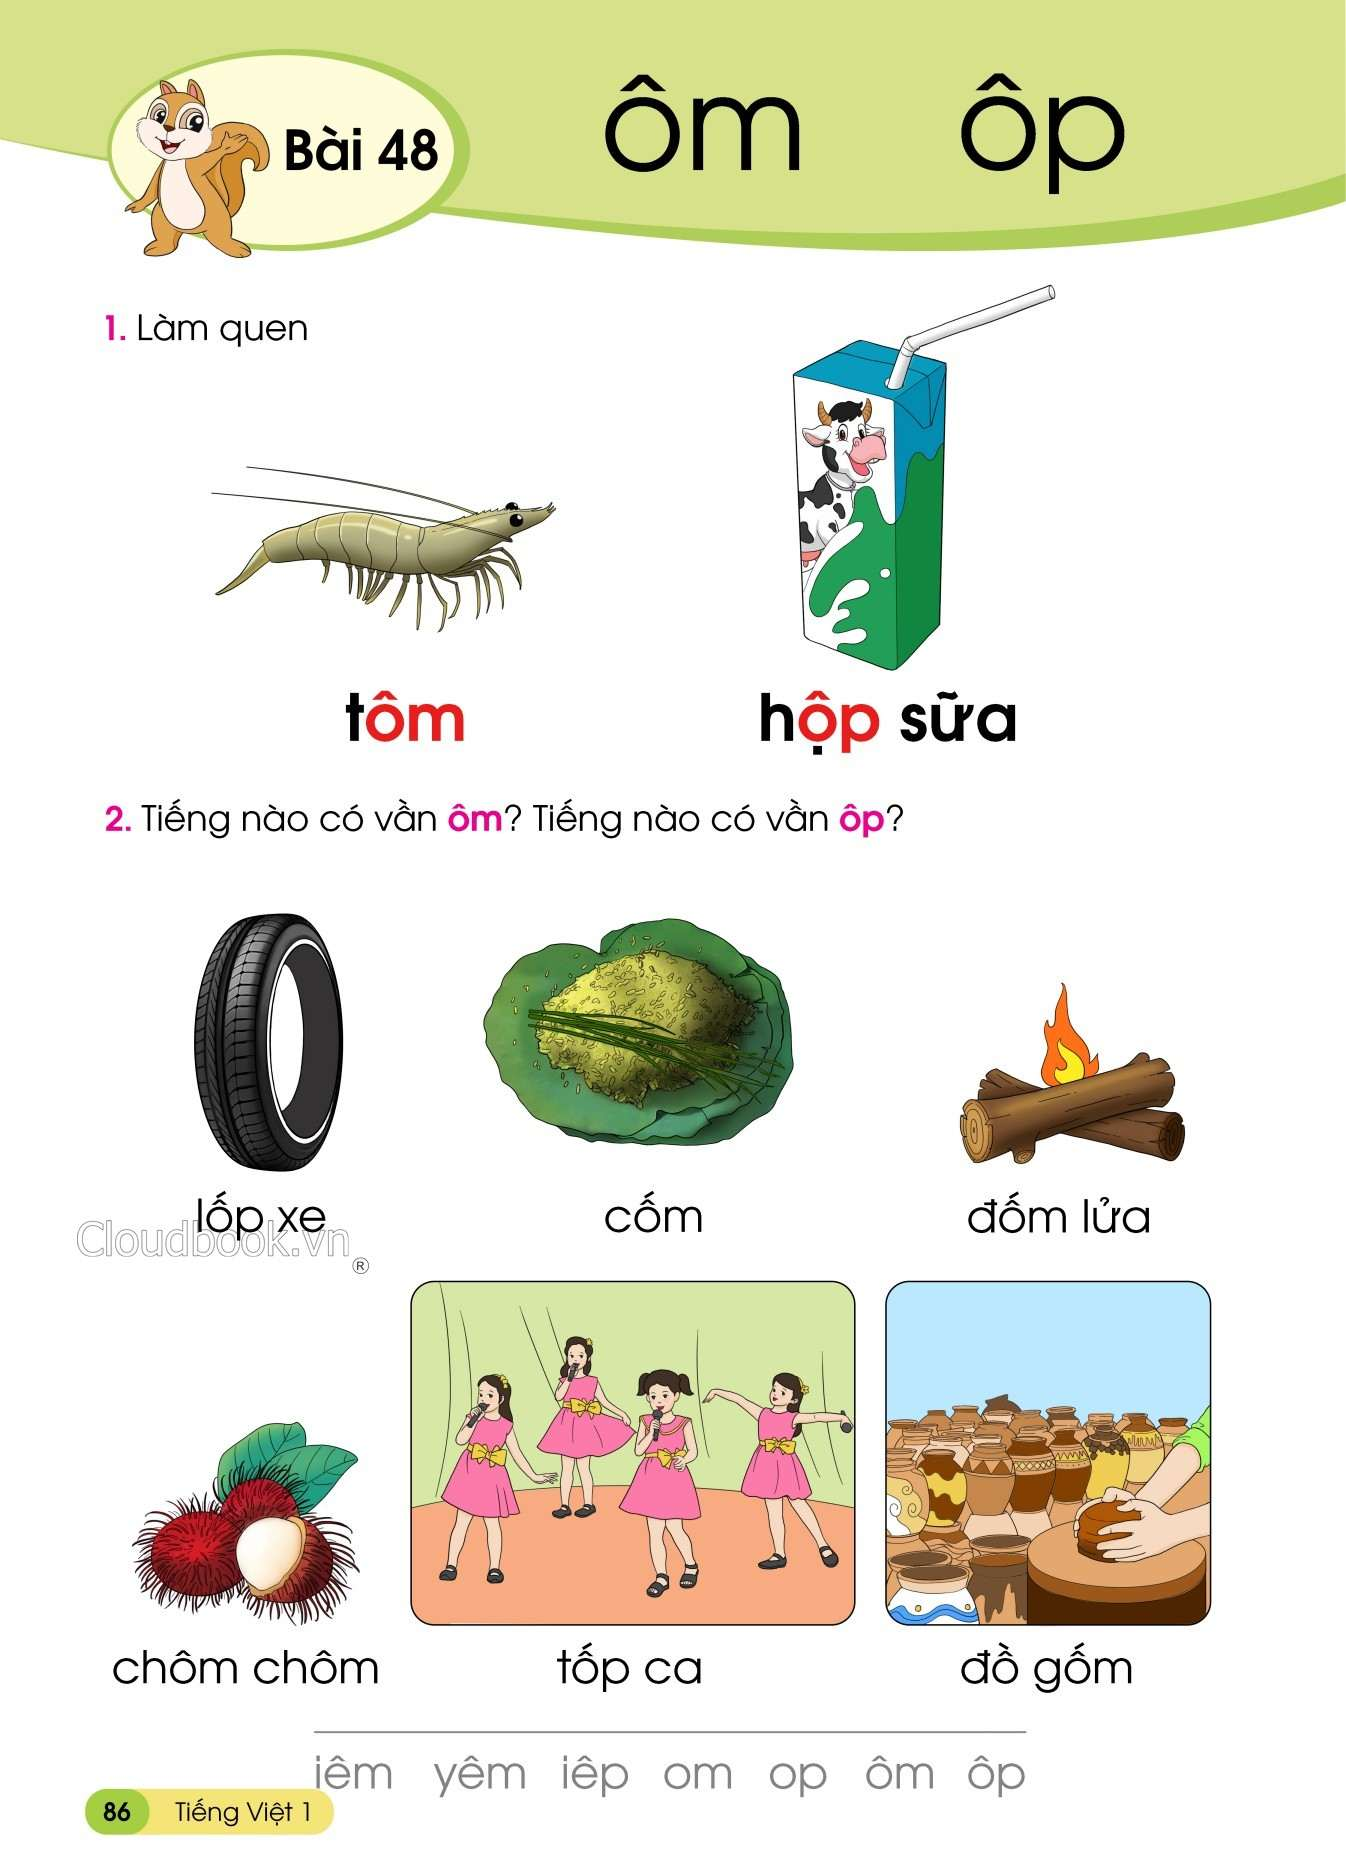 Bài 48
ôm ôp
1. Làm quen
tôm
hộp sữa
2. Tiếng nào có vần ôm? Tiếng nào có vần ôp?
lốp xe
cốm
đốm lửa
Cloudbook.vn
®
chôm chôm
tốp ca
đồ gốm
iêm yêm iêp om op ôm ôp
86 Tiếng Việt 1